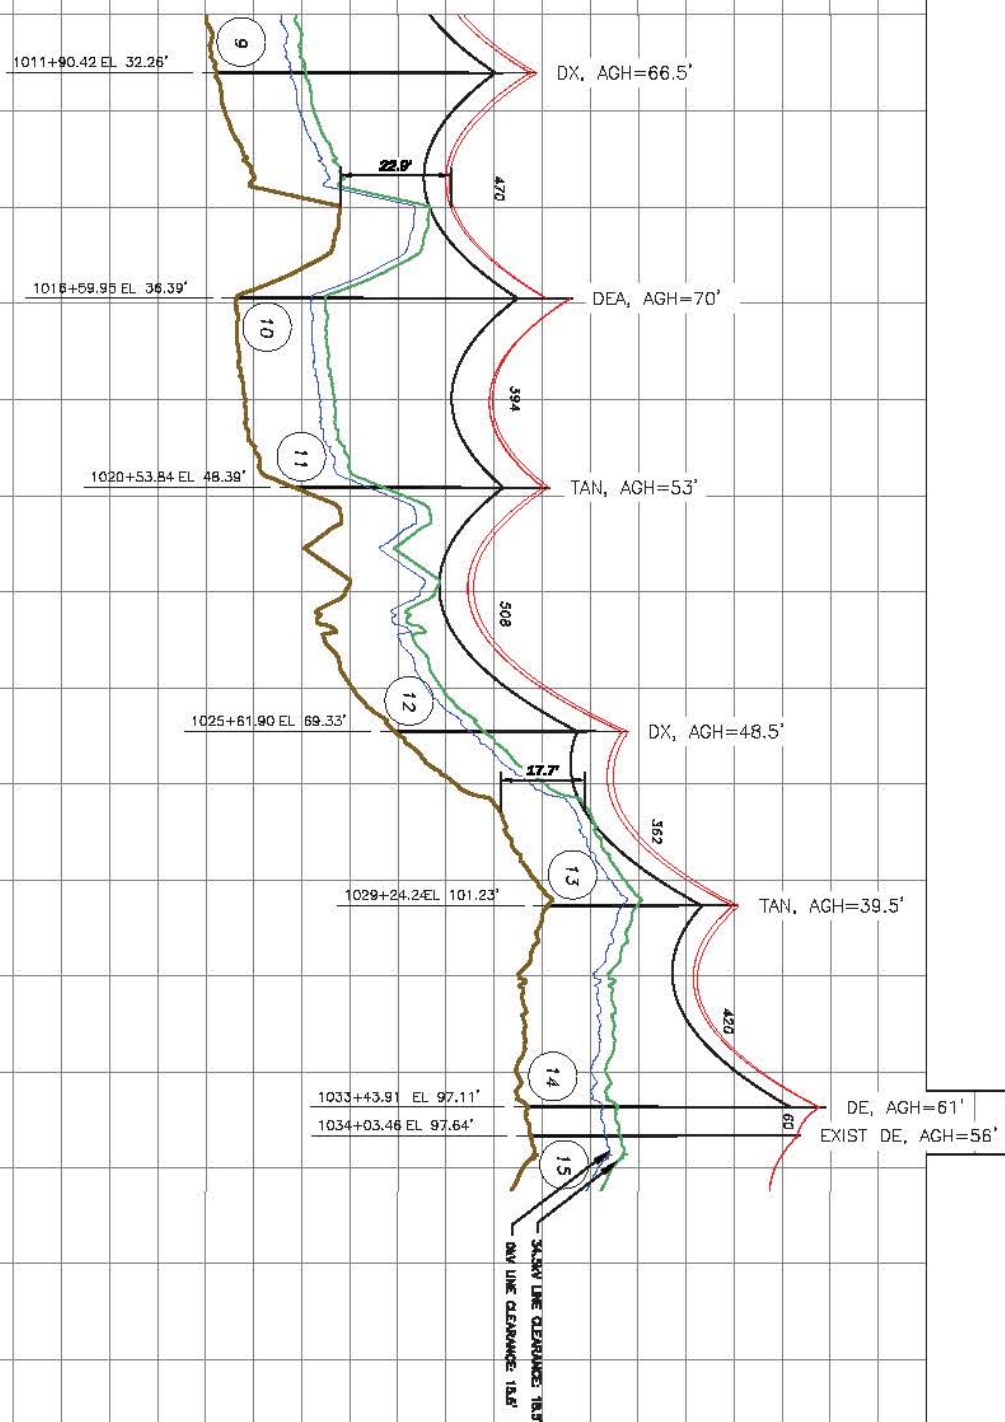 9
1011+90.42 EL 32.26'
DX, AGH=66.5'
22.9'
470
1016+59.95 EL 36.39'
DEA, AGH=70'
10
394
11
1020+53.84 EL 48.39'
TAN, AGH=53'
508
12
1025+61.90 EL 69.33'
DX, AGH=48.5'
17.7'
362
13
1029+24.24EL 101.23'
TAN, AGH=39.5'
420
14
1033+43.91 EL 97.11'
DE, AGH=61'
60
1034+03.46 EL 97.64'
EXIST DE, AGH=56'
15
34.5KV LINE CLEARANCE: 18.5'
LINE CLEARANCE: